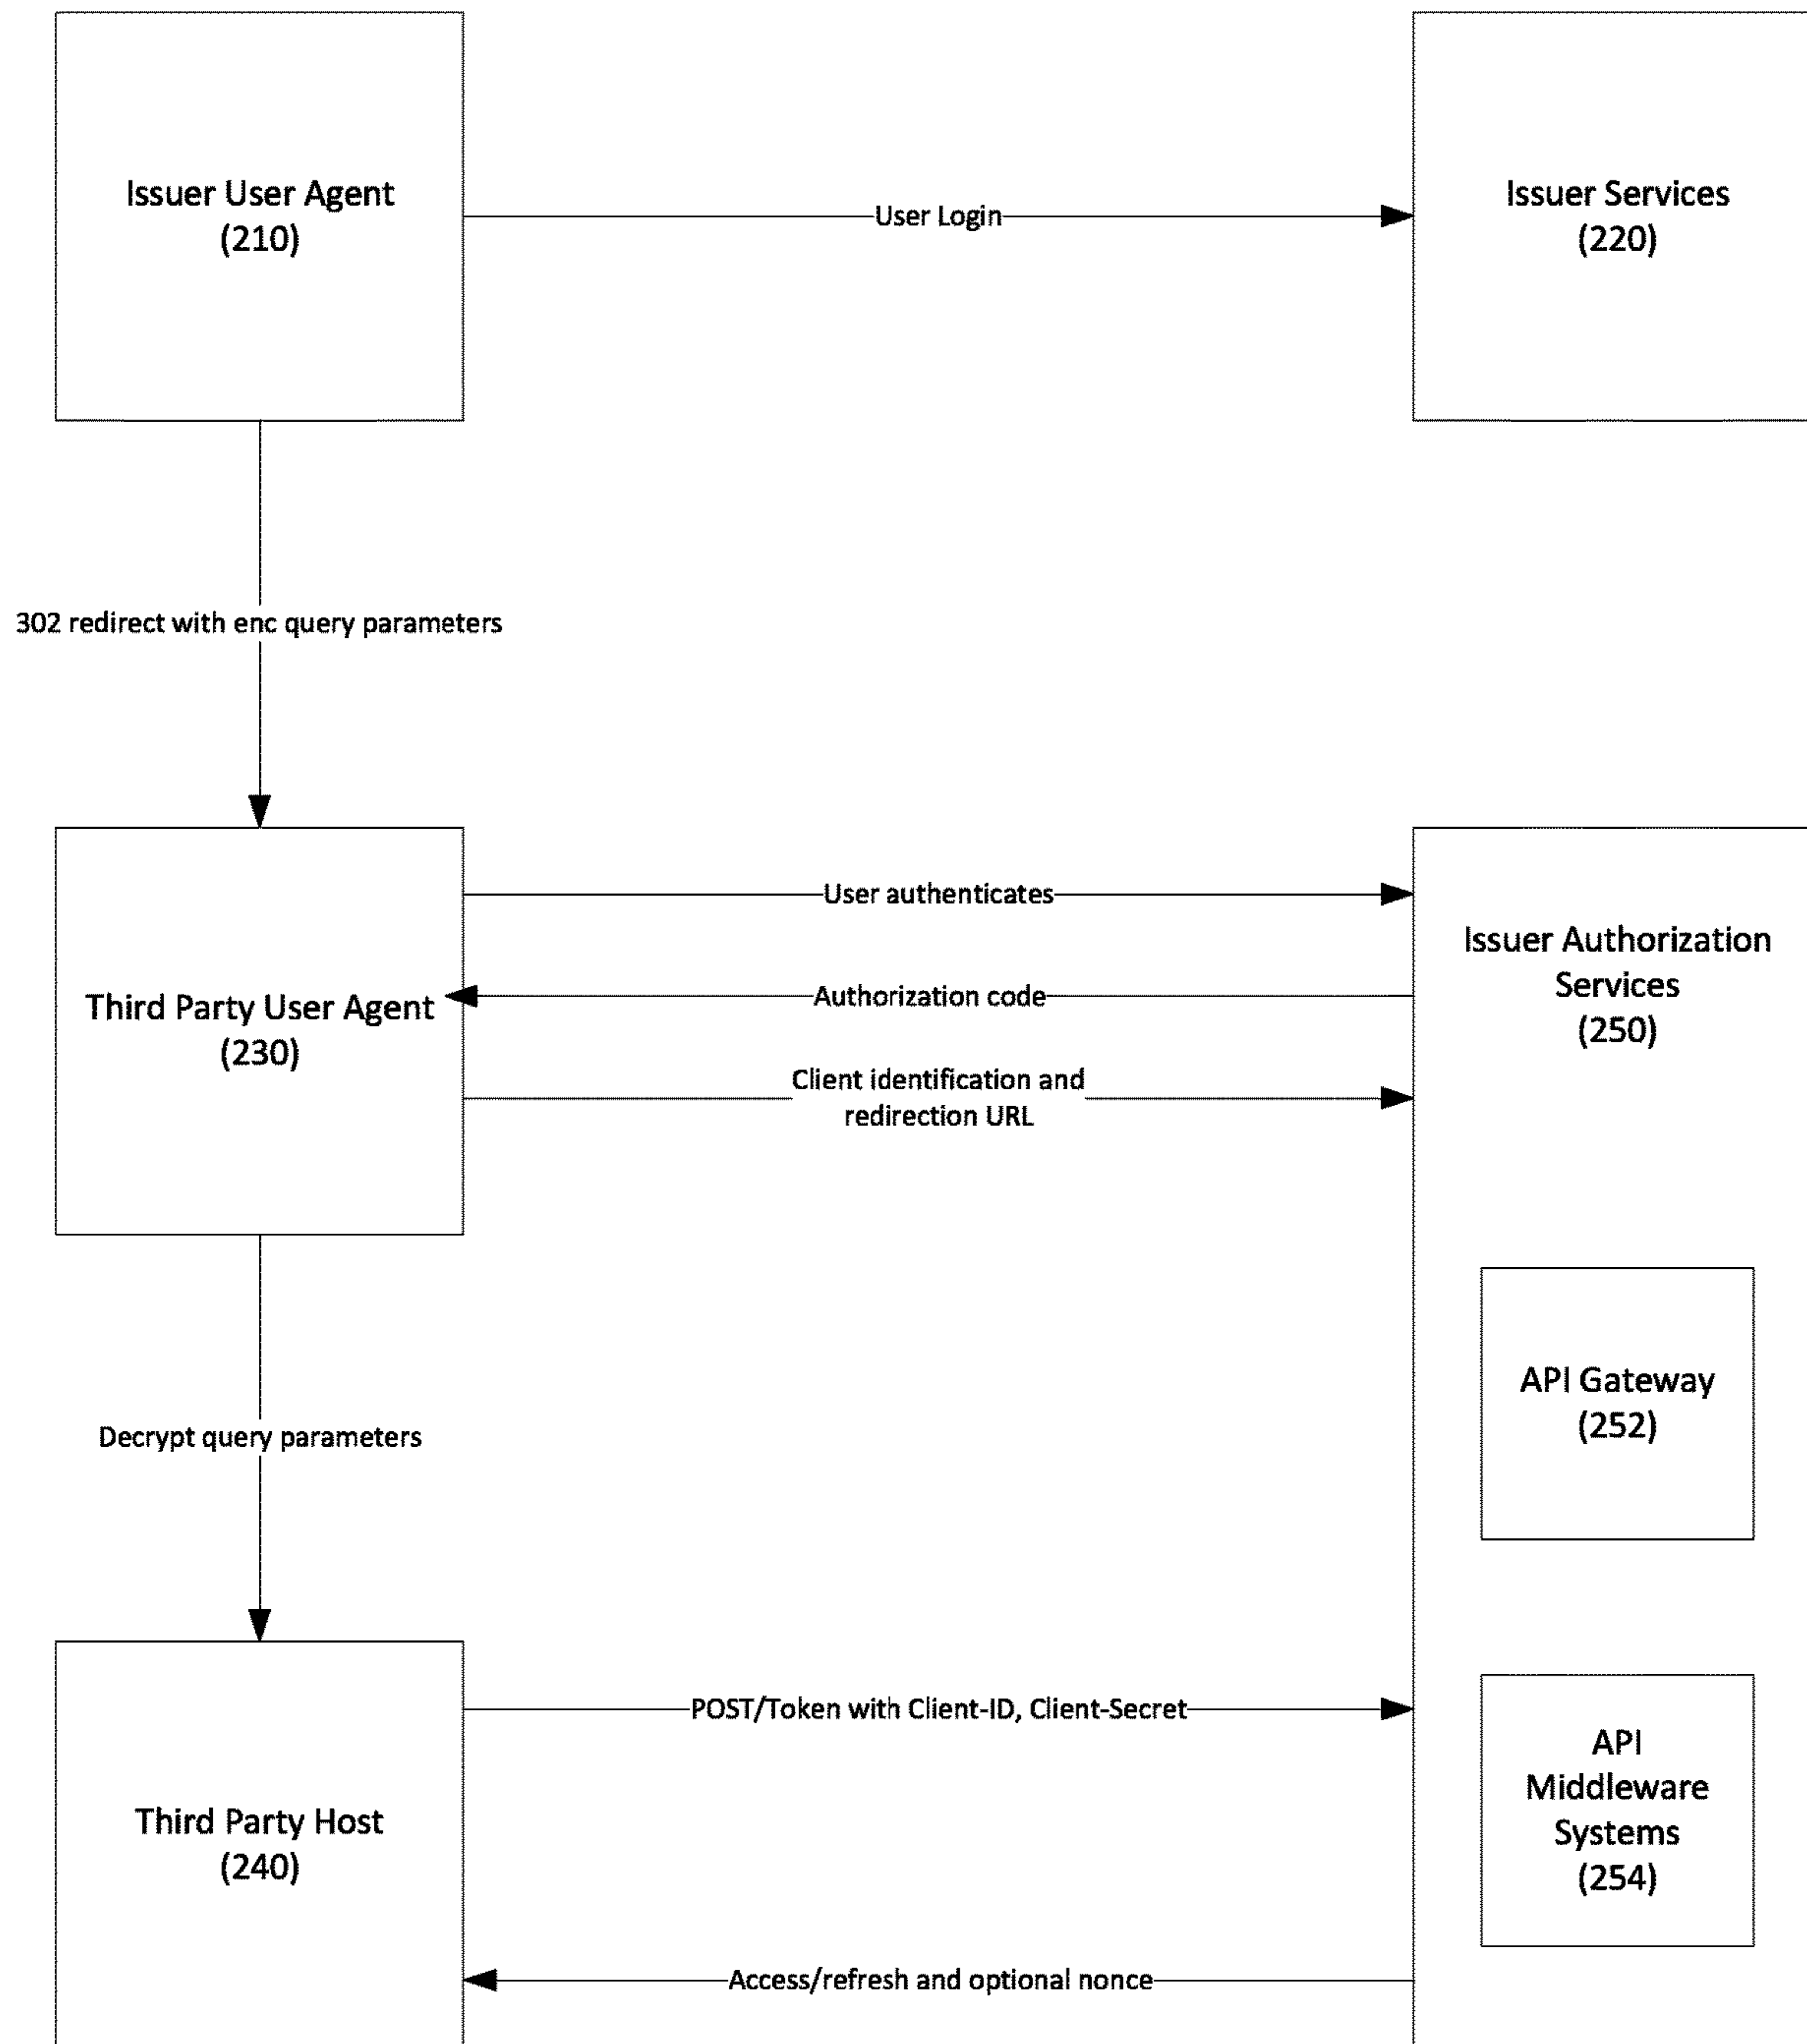 Issuer User Agent
(210)
User Login
Issuer Services
(220)
302 redirect with enc query parameters
Third Party User Agent
(230)
User authenticates
Authorization code
Client identification and
redirection URL
Issuer Authorization
Services
(250)
API Gateway
(252)
Decrypt query parameters
Third Party Host
(240)
POST/Token with Client-ID, Client-Secret
API
Middleware
Systems
(254)
Access/refresh and optional nonce